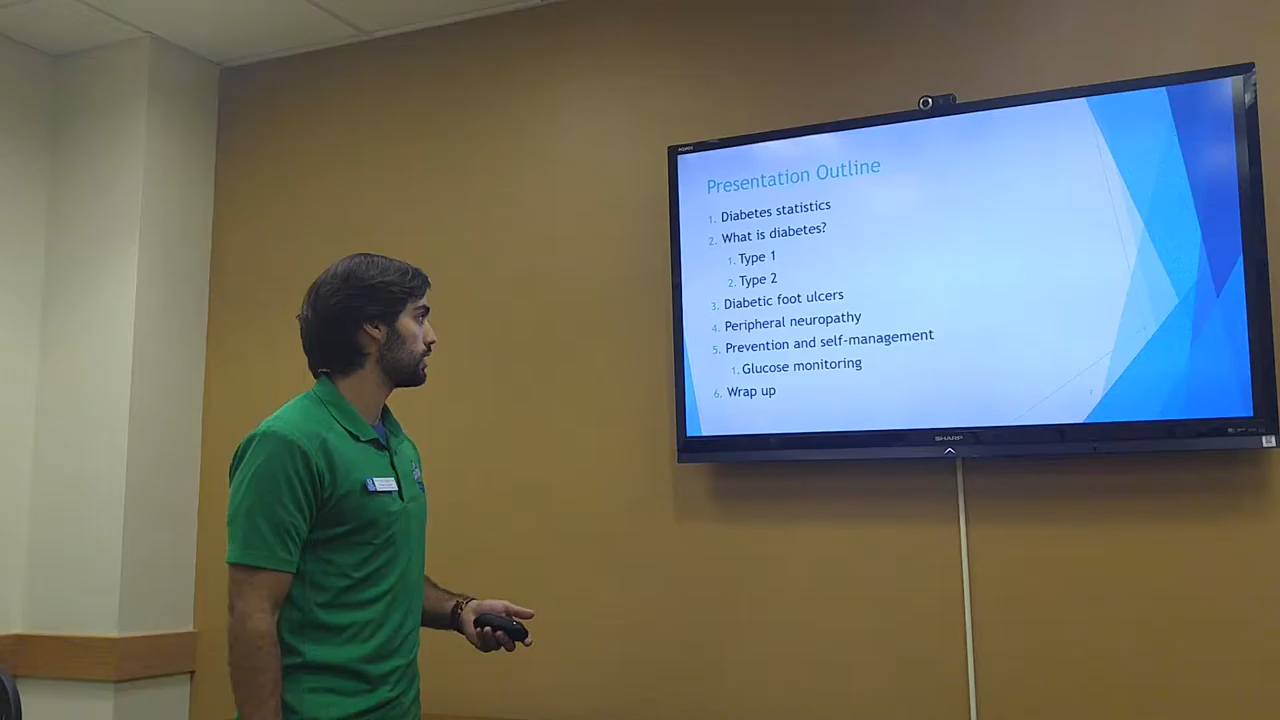 AQUOS
Presentation Outline
1. Diabetes statistics
2. What is diabetes?
1. Type 1
2. Type 2
3. Diabetic foot ulcers
4. Peripheral neuropathy
5. Prevention and self-management
1. Glucose monitoring
6. Wrap up
SHARP